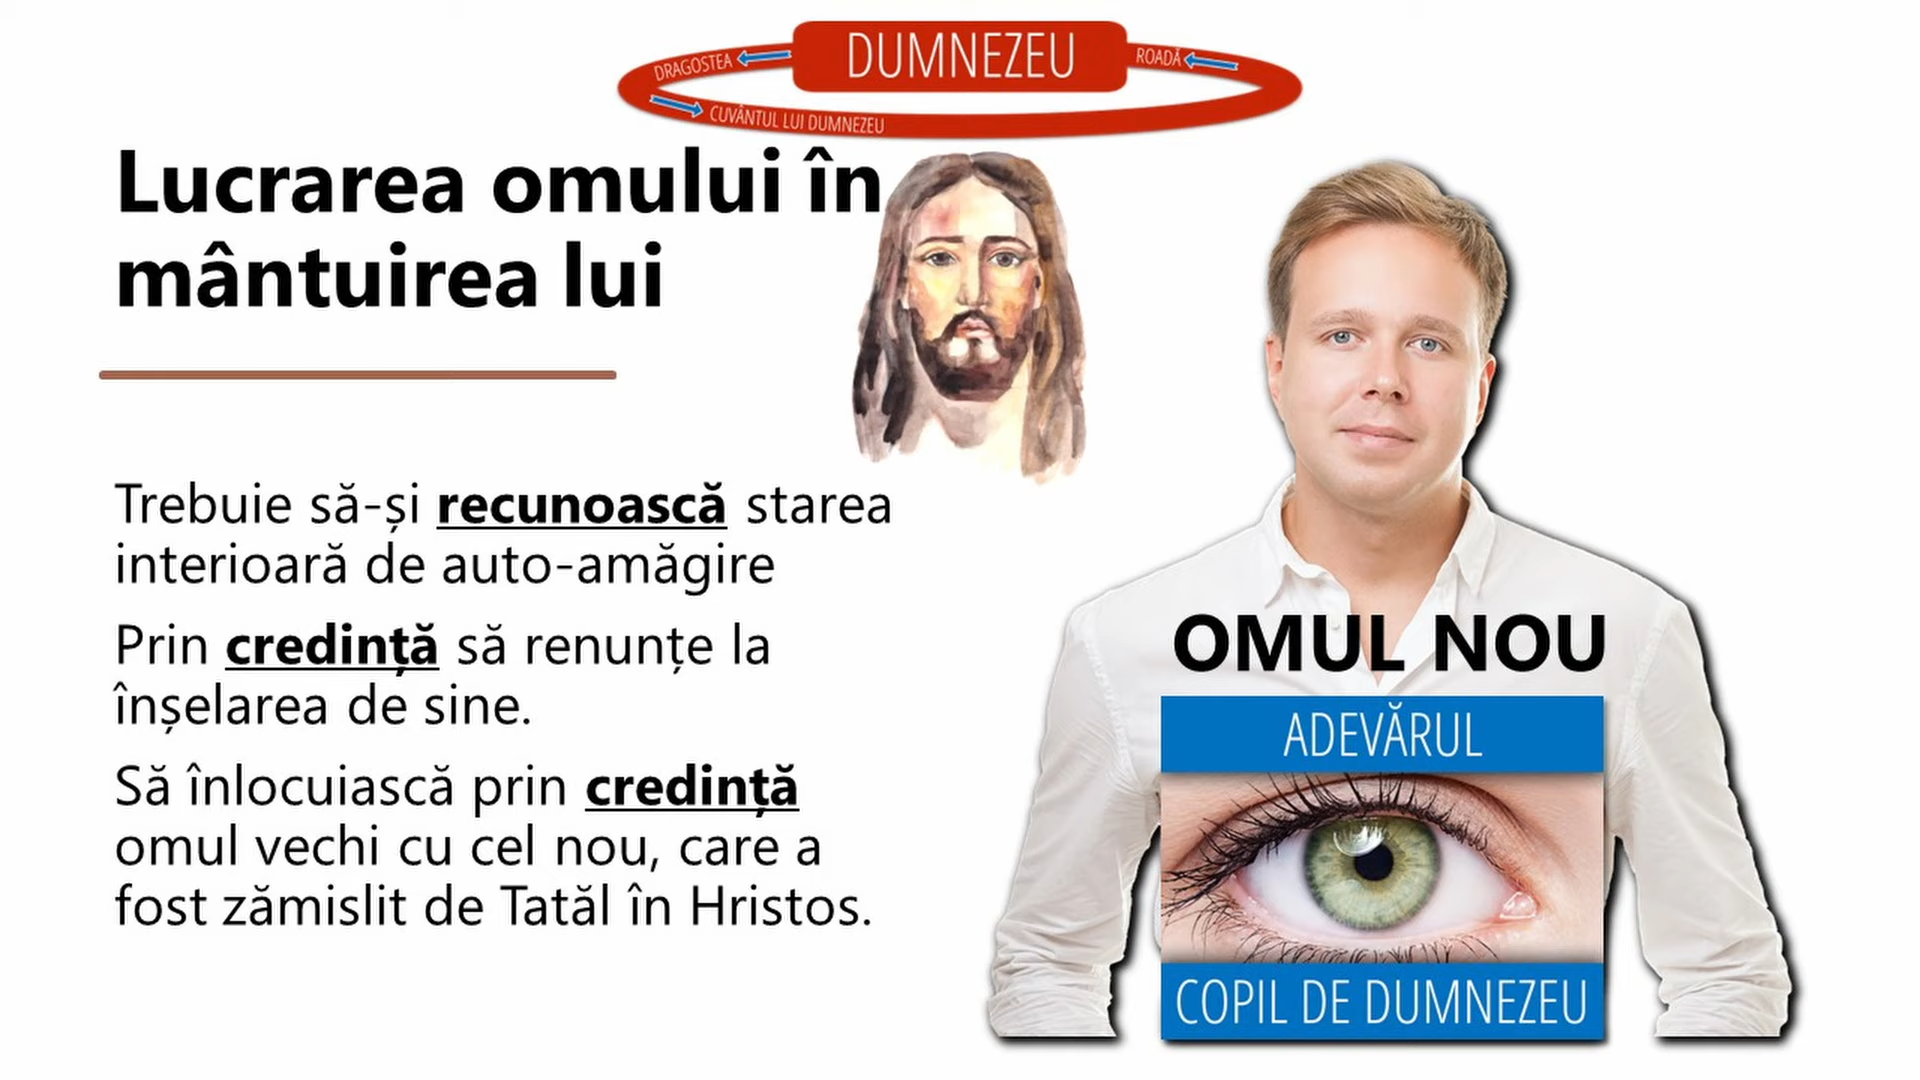 DUMNEZEU
DRAGOSTEA
ROADĂ
CUVÂNTUL LUI DUMNEZEU
Lucrarea omului în
mântuirea lui
Trebuie să-și recunoască starea
interioară de auto-amăgire
Prin credință să renunțe la
înșelarea de sine.
Să înlocuiască prin credință
omul vechi cu cel nou, care a
fost zămislit de Tatăl în Hristos.
OMUL NOU
ADEVĂRUL
COPIL DE DUMNEZEU